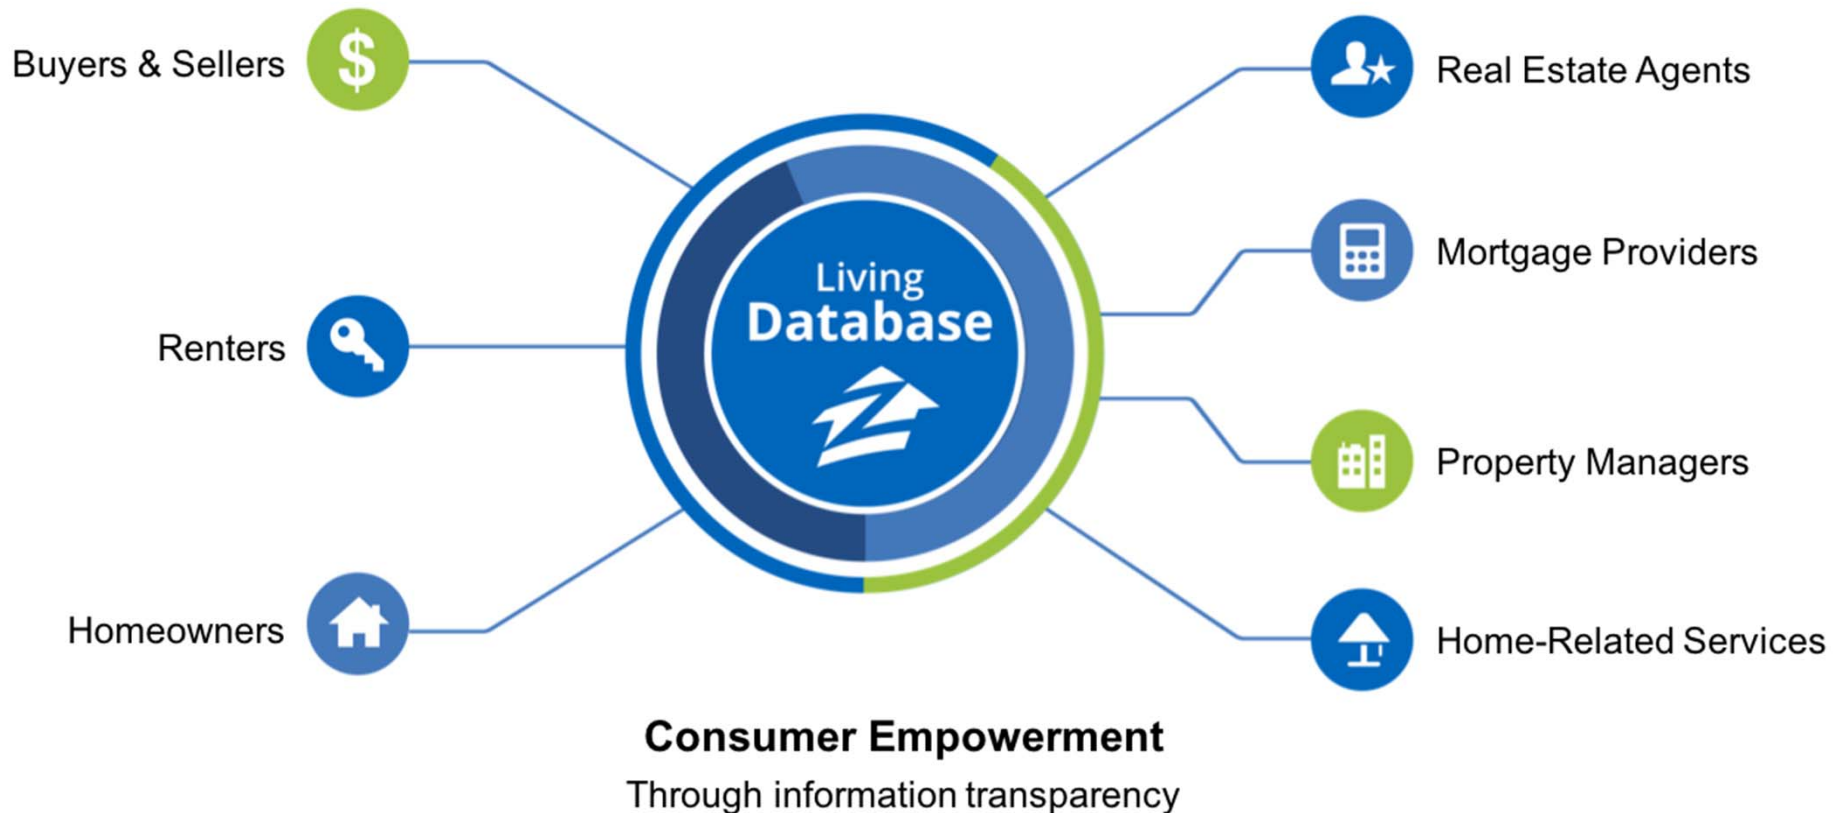 Buyers & Sellers
Renters
Homeowners
Living
Database
Real Estate Agents
Mortgage Providers
Property Managers
Home-Related Services
Consumer Empowerment
Through information transparency